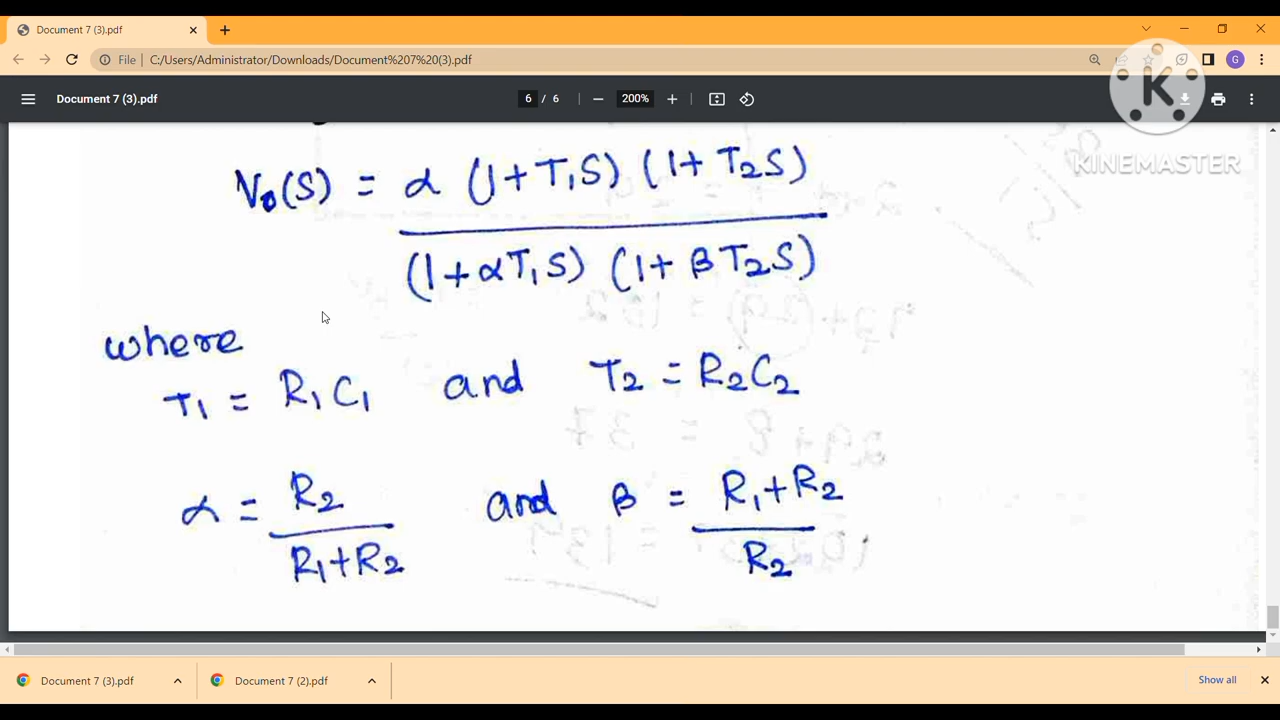 Document 7 (3).pdf
File | C:/Users/Administrator/Downloads/Document%207%20(3).pdf
G
Document 7 (3).pdf
6 / 6
200%
K
KINEMASTER
V₀(S) = α (1+T₁S) (1+T₂S)
(1+αT₁S) (1+βT₂S)
where
T₁ = R₁C₁ and T₂ = R₂C₂
α = R₂ and β = R₁+R₂
R₁+R₂ R₂
Document 7 (3).pdf
Document 7 (2).pdf
Show all